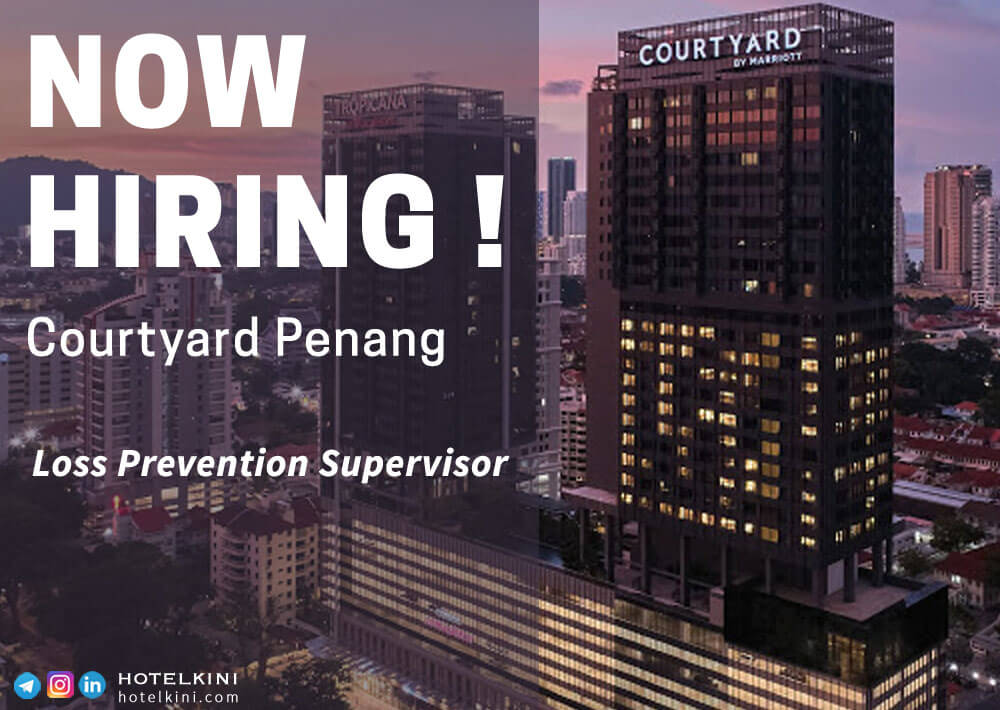 NOW
HIRING !
Courtyard Penang
Loss Prevention Supervisor
COURTYARD
BY MARRIOTT
TROPICANA
HOTELKINI
hotelkini.com